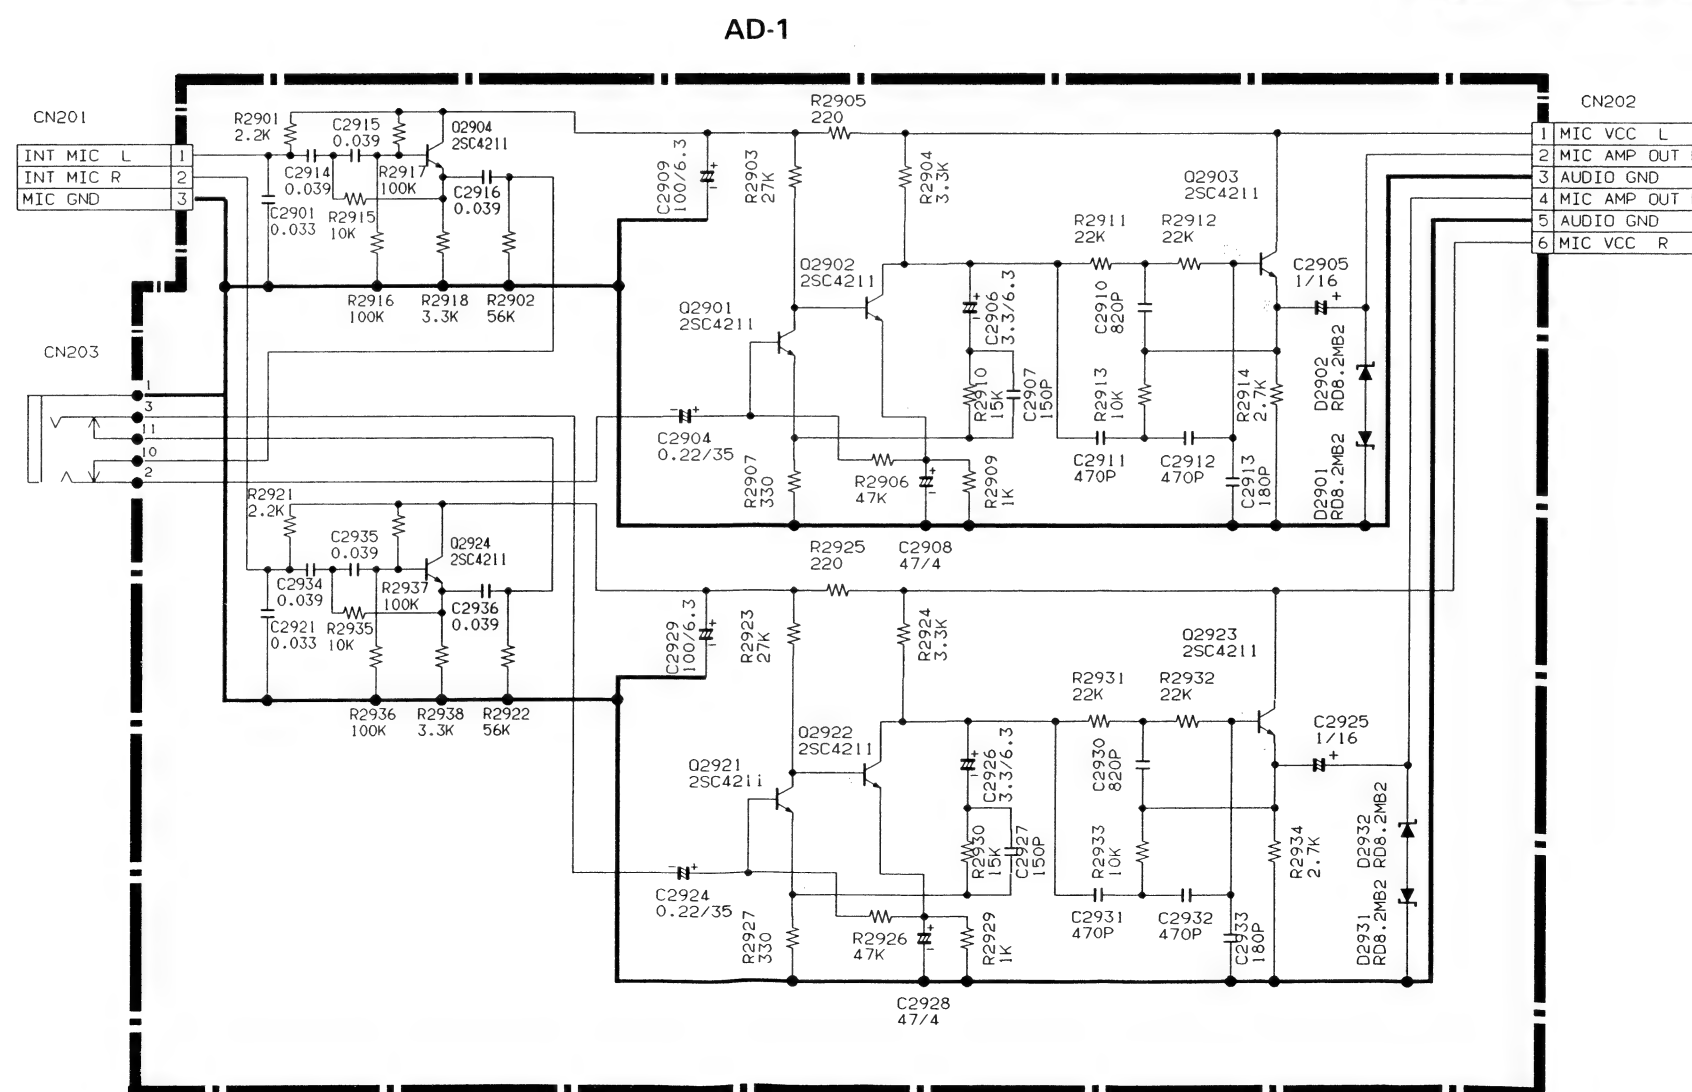 AD-1
CN201
INT MIC L 1
INT MIC R 2
MIC GND 3
CN202
1 MIC VCC L
2 MIC AMP OUT
3 AUDIO GND
4 MIC AMP OUT
5 AUDIO GND
6 MIC VCC R
CN203
1
3
11
10
2
R2901
2.2K
C2915
0.039
Q2904
2SC4211
C2914
0.039
R2917
100K
C2916
0.039
C2901
0.033
R2915
10K
R2916
100K
R2918
3.3K
R2902
56K
C2909
100/6.3
R2903
27K
R2905
220
R2904
3.3K
Q2903
2SC4211
R2911
22K
R2912
22K
Q2902
2SC4211
Q2901
2SC4211
C2906
3.3/6.3
C2910
820P
C2905
1/16
R2910
15K
C2907
150P
R2913
10K
R2914
2.7K
D2902
RD8.2MB2
D2901
RD8.2MB2
C2904
0.22/35
R2907
330
R2906
47K
R2909
1K
C2911
470P
C2912
470P
C2913
180P
C2908
47/4
R2921
2.2K
C2935
0.039
Q2924
2SC4211
C2934
0.039
R2937
100K
C2936
0.039
C2921
0.033
R2935
10K
R2936
100K
R2938
3.3K
R2922
56K
C2929
100/6.3
R2923
27K
R2925
220
R2924
3.3K
Q2923
2SC4211
R2931
22K
R2932
22K
Q2922
2SC4211
Q2921
2SC421i
C2926
3.3/6.3
C2930
820P
C2925
1/16
R2930
15K
C2927
150P
R2933
10K
R2934
2.7K
D2932
RD8.2MB2
D2931
RD8.2MB2
C2924
0.22/35
R2927
330
R2926
47K
R2929
1K
C2931
470P
C2932
470P
C2933
180P
C2928
47/4